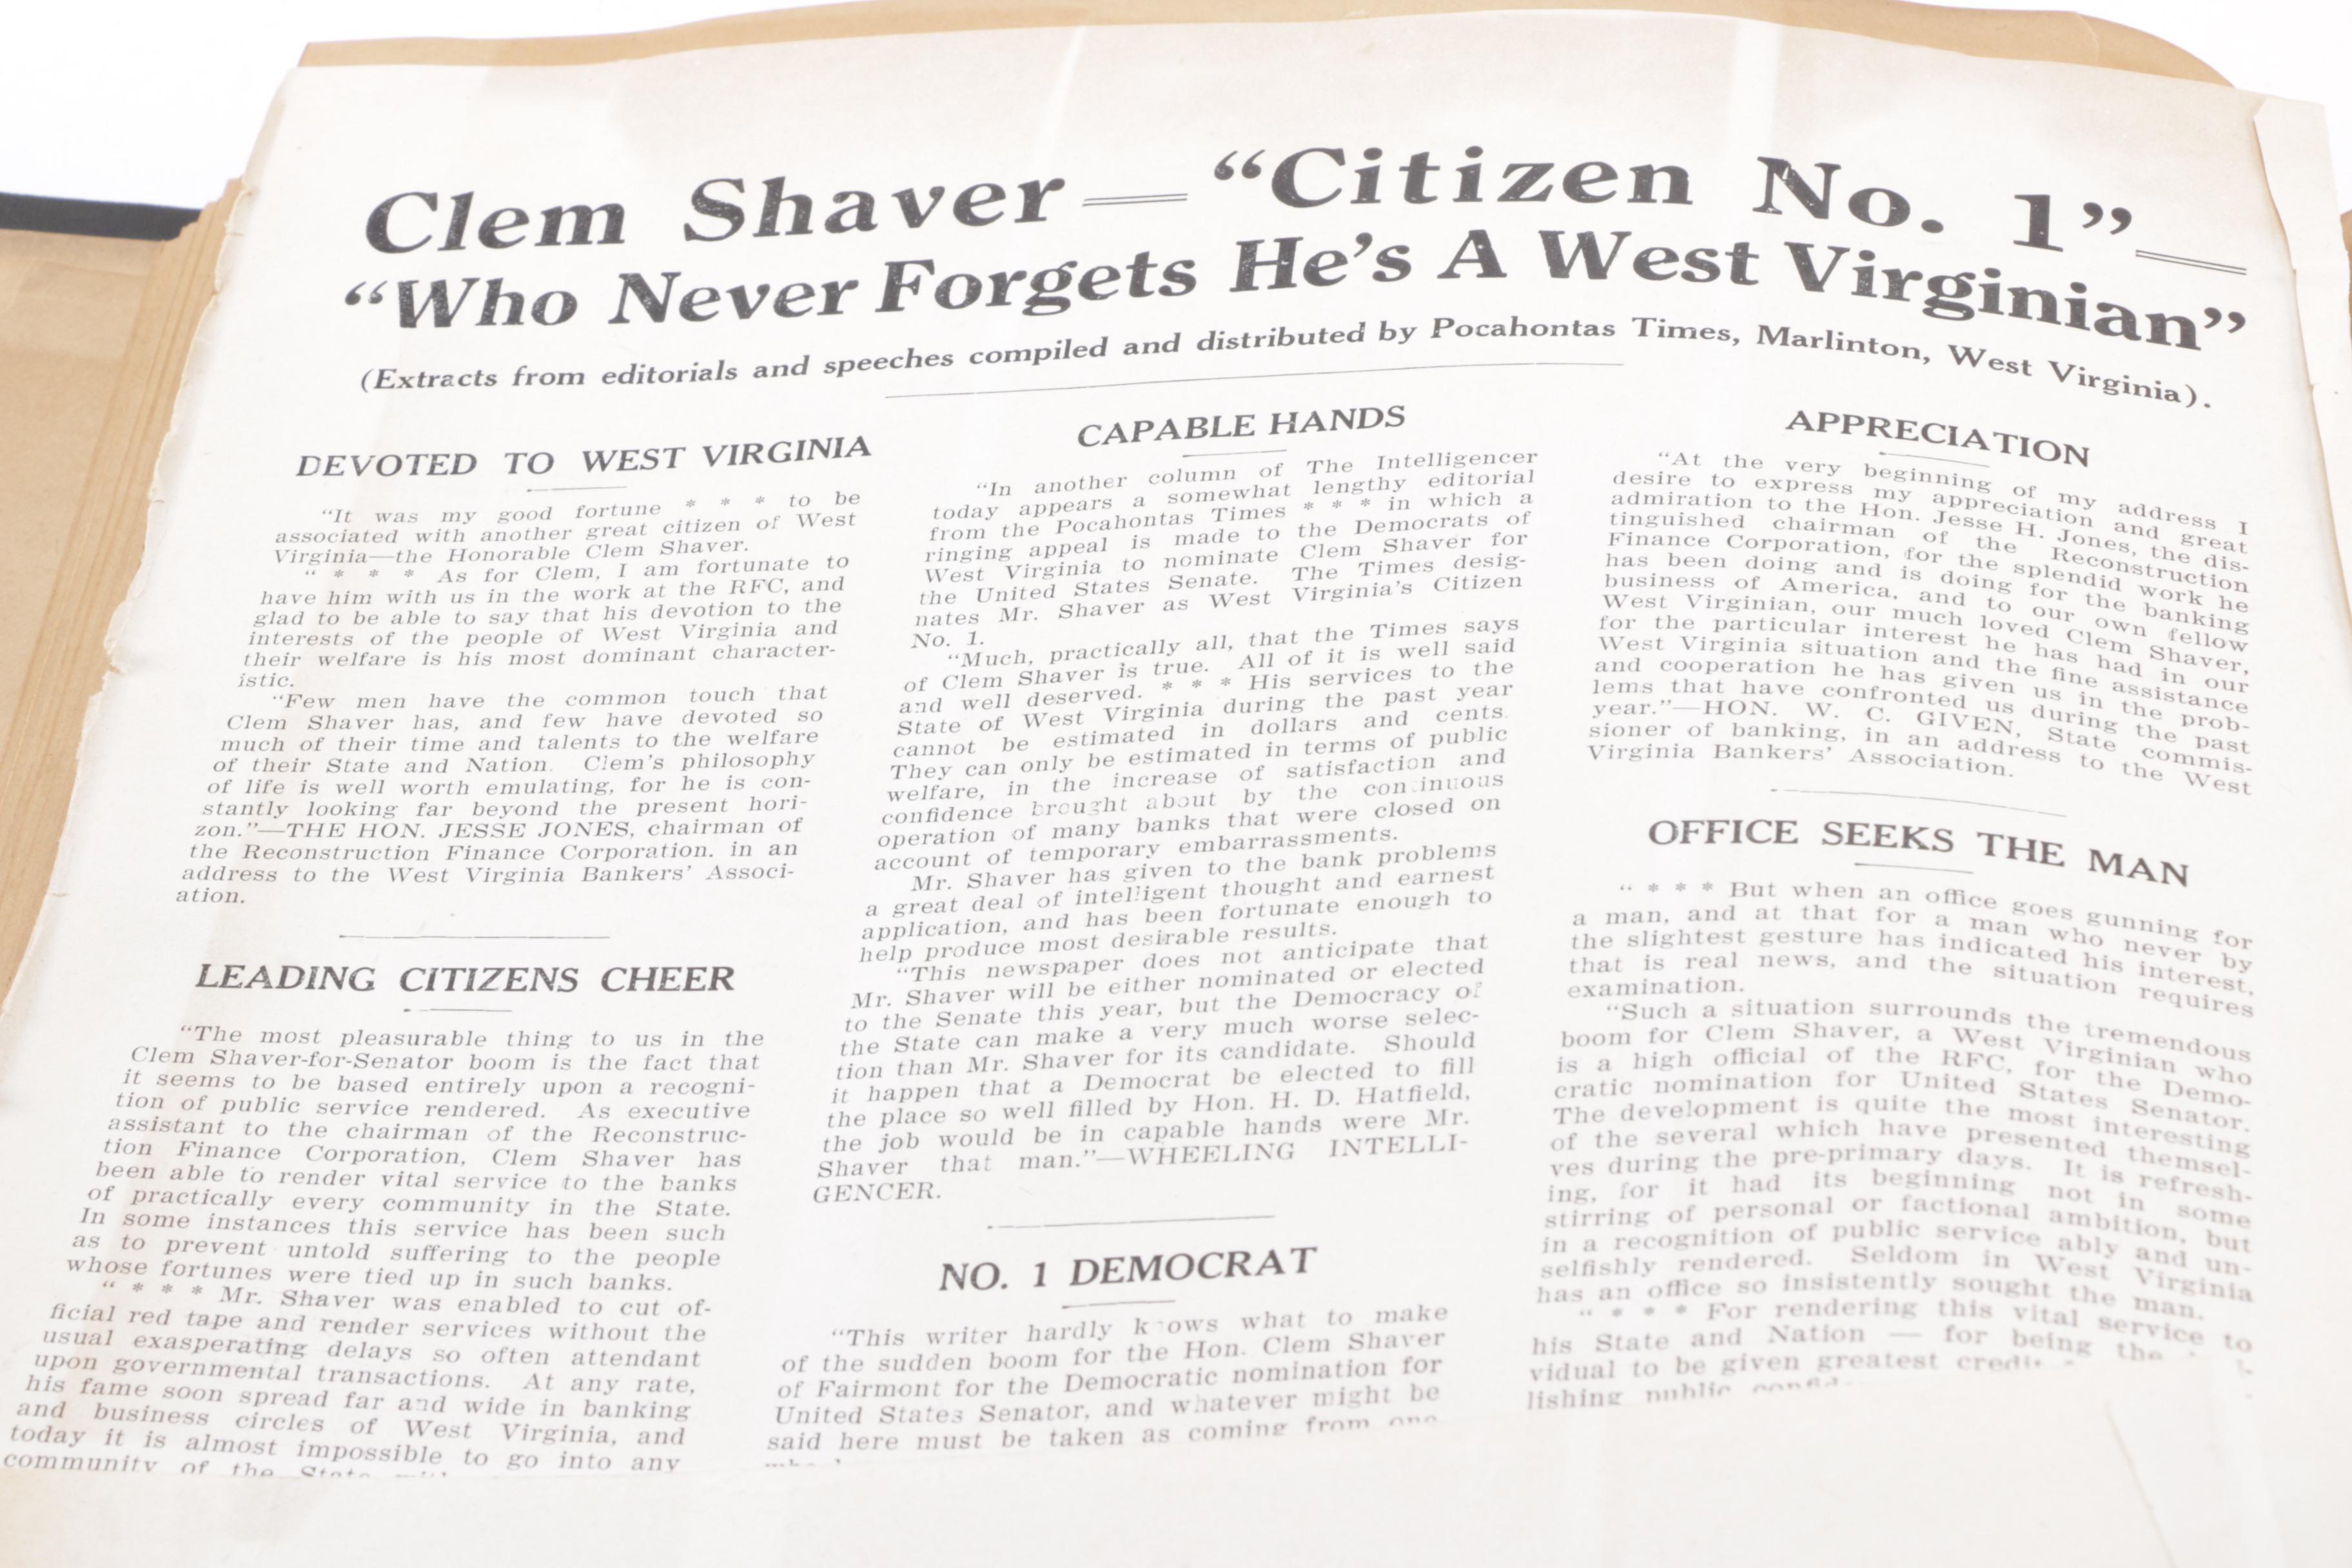 Clem Shaver — “Citizen No. 1” —
“Who Never Forgets He’s A West Virginian”
(Extracts from editorials and speeches compiled and distributed by Pocahontas Times, Marlinton, West Virginia).
DEVOTED TO WEST VIRGINIA
“It was my good fortune * * * to be
associated with another great citizen of West
Virginia—the Honorable Clem Shaver.
“ * * * As for Clem, I am fortunate to
have him with us in the work at the RFC, and
glad to be able to say that his devotion to the
interests of the people of West Virginia and
their welfare is his most dominant character-
istic.
“Few men have the common touch that
Clem Shaver has, and few have devoted so
much of their time and talents to the welfare
of their State and Nation. Clem’s philosophy
of life is well worth emulating, for he is con-
stantly looking far beyond the present hori-
zon.”—THE HON. JESSE JONES, chairman of
the Reconstruction Finance Corporation, in an
address to the West Virginia Bankers’ Associ-
ation.
LEADING CITIZENS CHEER
“The most pleasurable thing to us in the
Clem Shaver-for-Senator boom is the fact that
it seems to be based entirely upon a recogni-
tion of public service rendered. As executive
assistant to the chairman of the Reconstruc-
tion Finance Corporation, Clem Shaver has
been able to render vital service to the banks
of practically every community in the State.
In some instances this service has been such
as to prevent untold suffering to the people
whose fortunes were tied up in such banks.
“ * * * Mr. Shaver was enabled to cut of-
ficial red tape and render services without the
usual exasperating delays so often attendant
upon governmental transactions. At any rate,
his fame soon spread far and wide in banking
and business circles of West Virginia, and
today it is almost impossible to go into any
community of the State
CAPABLE HANDS
“In another column of The Intelligencer
today appears a somewhat lengthy editorial
from the Pocahontas Times * * * in which a
ringing appeal is made to the Democrats of
West Virginia to nominate Clem Shaver for
the United States Senate. The Times desig-
nates Mr. Shaver as West Virginia’s Citizen
No. 1.
“Much, practically all, that the Times says
of Clem Shaver is true. All of it is well said
and well deserved. * * * His services to the
State of West Virginia during the past year
cannot be estimated in dollars and cents.
They can only be estimated in terms of public
welfare, in the increase of satisfaction and
confidence brought about by the continuous
operation of many banks that were closed on
account of temporary embarrassments.
Mr. Shaver has given to the bank problems
a great deal of intelligent thought and earnest
application, and has been fortunate enough to
help produce most desirable results.
“This newspaper does not anticipate that
Mr. Shaver will be either nominated or elected
to the Senate this year, but the Democracy of
the State can make a very much worse selec-
tion than Mr. Shaver for its candidate. Should
it happen that a Democrat be elected to fill
the place so well filled by Hon. H. D. Hatfield,
the job would be in capable hands were Mr.
Shaver that man.”—WHEELING INTELLI-
GENCER.
NO. 1 DEMOCRAT
“This writer hardly knows what to make
of the sudden boom for the Hon. Clem Shaver
of Fairmont for the Democratic nomination for
United States Senator, and whatever might be
said here must be taken as coming from one
APPRECIATION
“At the very beginning of my address I
desire to express my appreciation and great
admiration to the Hon. Jesse H. Jones, the dis-
tinguished chairman of the Reconstruction
Finance Corporation, for the splendid work he
has been doing and is doing for the banking
business of America, and to our own fellow
West Virginian, our much loved Clem Shaver,
for the particular interest he has had in our
West Virginia situation and the fine assistance
and cooperation he has given us in the prob-
lems that have confronted us during the past
year.”—HON. W. C. GIVEN, State commis-
sioner of banking, in an address to the West
Virginia Bankers’ Association.
OFFICE SEEKS THE MAN
“ * * * But when an office goes gunning for
a man, and at that for a man who never by
the slightest gesture has indicated his interest,
that is real news, and the situation requires
examination.
“Such a situation surrounds the tremendous
boom for Clem Shaver, a West Virginian who
is a high official of the RFC, for the Demo-
cratic nomination for United States Senator.
The development is quite the most interesting
of the several which have presented themsel-
ves during the pre-primary days. It is refresh-
ing, for it had its beginning not in some
stirring of personal or factional ambition, but
in a recognition of public service ably and un-
selfishly rendered. Seldom in West Virginia
has an office so insistently sought the man.
“ * * * For rendering this vital service to
his State and Nation — for being the
vidual to be given greatest credit
lishing public